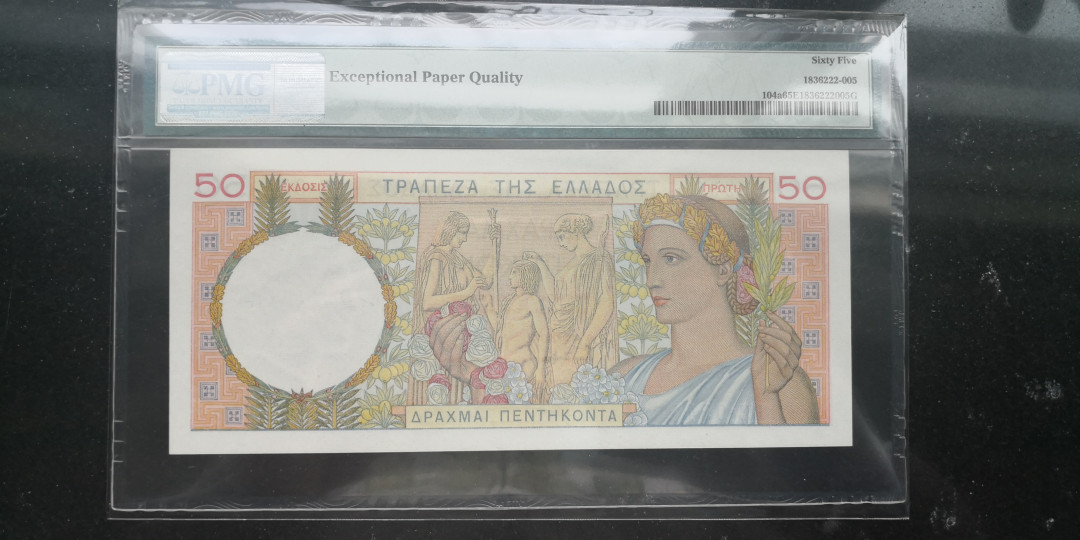 PMG
Exceptional Paper Quality
Sixty Five
1836222-005
104a65E1836222005G
50 ΕΚΔΟΣΙΣ ΤΡΑΠΕΖΑ ΤΗΣ ΕΛΛΑΔΟΣ ΠΡΩΤΗ 50
ΔΡΑΧΜΑΙ ΠΕΝΤΗΚΟΝΤΑ